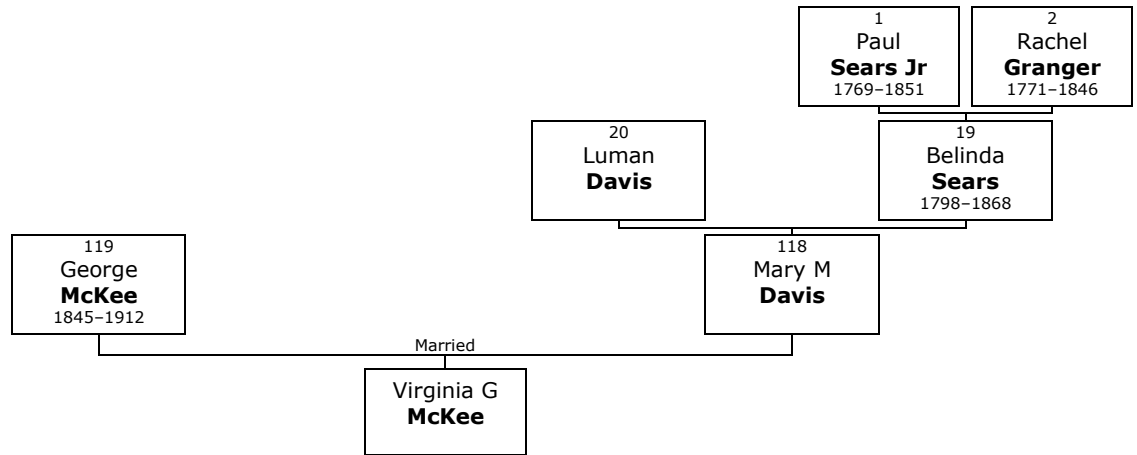 1
Paul
Sears Jr
1769–1851
2
Rachel
Granger
1771–1846
20
Luman
Davis
19
Belinda
Sears
1798–1868
119
George
McKee
1845–1912
118
Mary M
Davis
Married
Virginia G
McKee